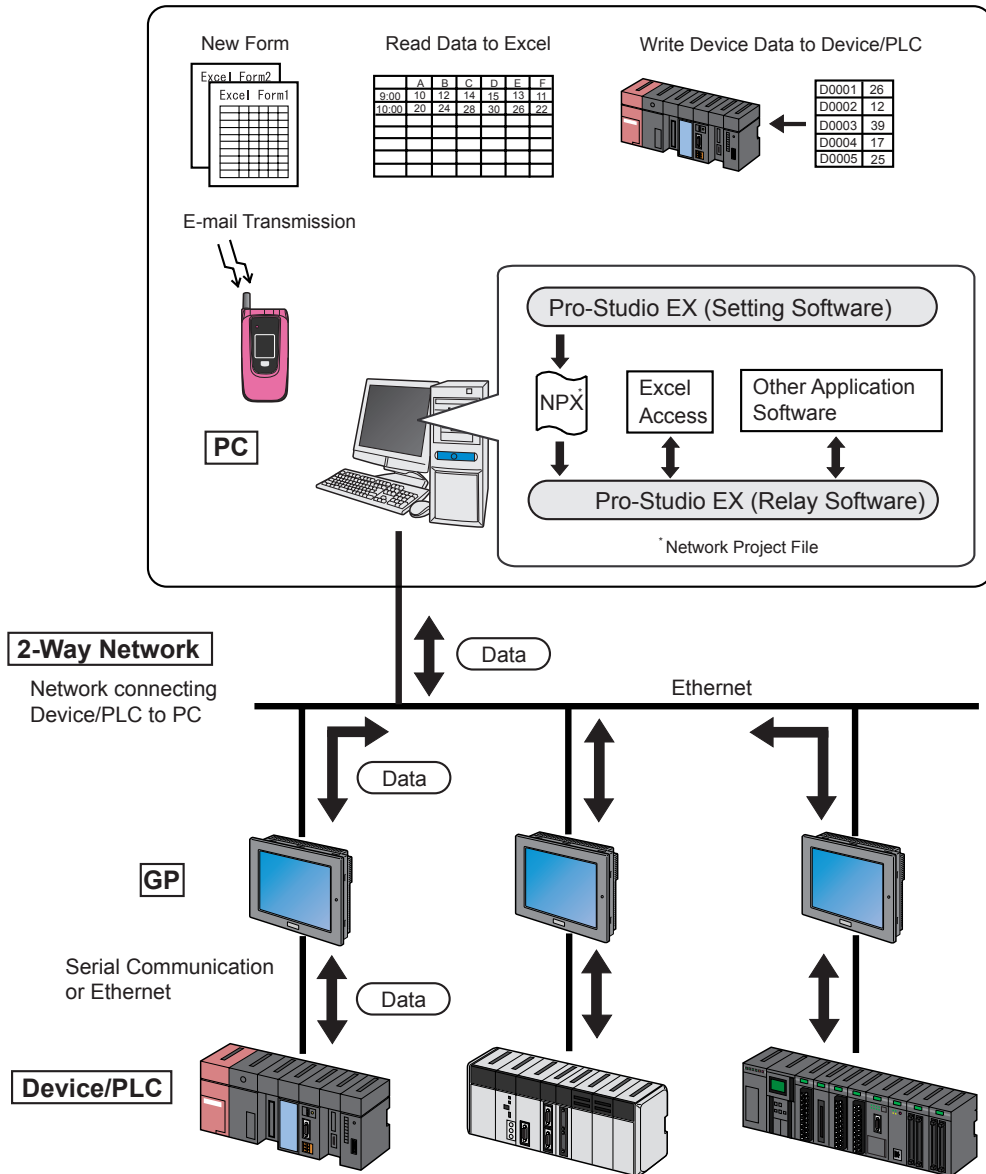 New Form
Read Data to Excel
Write Device Data to Device/PLC
Excel Form2
Excel Form1
A B C D E F
9:00 10 12 14 15 13 11
10:00 20 24 28 30 26 22
D0001 26
D0002 12
D0003 39
D0004 17
D0005 25
E-mail Transmission
PC
Pro-Studio EX (Setting Software)
NPX*
Excel
Access
Other Application
Software
Pro-Studio EX (Relay Software)
* Network Project File
2-Way Network
Network connecting
Device/PLC to PC
Data
Ethernet
Data
GP
Serial Communication
or Ethernet
Data
Device/PLC